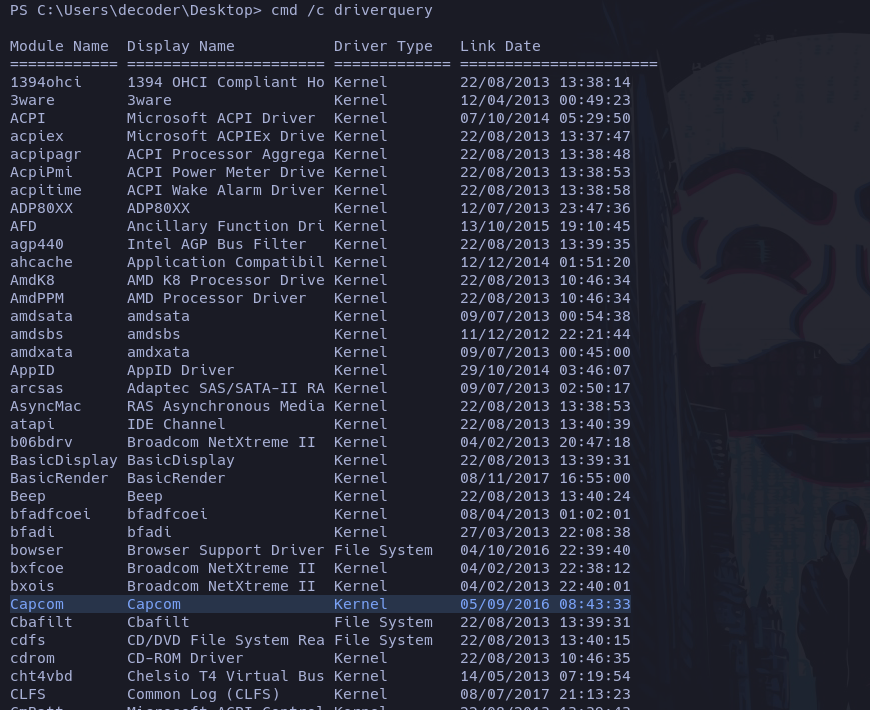 PS C:\Users\decoder\Desktop> cmd /c driverquery
Module Name  Display Name           Driver Type   Link Date
============ ====================== ============= ======================
1394ohci     1394 OHCI Compliant Ho Kernel        22/08/2013 13:38:14
3ware        3ware                  Kernel        12/04/2013 00:49:23
ACPI         Microsoft ACPI Driver  Kernel        07/10/2014 05:29:50
acpiex       Microsoft ACPIEx Drive Kernel        22/08/2013 13:37:47
acpipagr     ACPI Processor Aggrega Kernel        22/08/2013 13:38:48
AcpiPmi      ACPI Power Meter Drive Kernel        22/08/2013 13:38:53
acpitime     ACPI Wake Alarm Driver Kernel        22/08/2013 13:38:58
ADP80XX      ADP80XX                Kernel        12/07/2013 23:47:36
AFD          Ancillary Function Dri Kernel        13/10/2015 19:10:45
agp440       Intel AGP Bus Filter   Kernel        22/08/2013 13:39:35
ahcache      Application Compatibil Kernel        12/12/2014 01:51:20
AmdK8        AMD K8 Processor Drive Kernel        22/08/2013 10:46:34
AmdPPM       AMD Processor Driver   Kernel        22/08/2013 10:46:34
amdsata      amdsata                Kernel        09/07/2013 00:54:38
amdsbs       amdsbs                 Kernel        11/12/2012 22:21:44
amdxata      amdxata                Kernel        09/07/2013 00:45:00
AppID        AppID Driver           Kernel        29/10/2014 03:46:07
arcsas       Adaptec SAS/SATA-II RA Kernel        09/07/2013 02:50:17
AsyncMac     RAS Asynchronous Media Kernel        22/08/2013 13:38:53
atapi        IDE Channel            Kernel        22/08/2013 13:40:39
b06bdrv      Broadcom NetXtreme II  Kernel        04/02/2013 20:47:18
BasicDisplay BasicDisplay           Kernel        22/08/2013 13:39:31
BasicRender  BasicRender            Kernel        08/11/2017 16:55:00
Beep         Beep                   Kernel        22/08/2013 13:40:24
bfadfcoei    bfadfcoei              Kernel        08/04/2013 01:02:01
bfadi        bfadi                  Kernel        27/03/2013 22:08:38
bowser       Browser Support Driver File System   04/10/2016 22:39:40
bxfcoe       Broadcom NetXtreme II  Kernel        04/02/2013 22:38:12
bxois        Broadcom NetXtreme II  Kernel        04/02/2013 22:40:01
Capcom       Capcom                 Kernel        05/09/2016 08:43:33
Cbafilt      Cbafilt                File System   22/08/2013 13:39:31
cdfs         CD/DVD File System Rea File System   22/08/2013 13:40:15
cdrom        CD-ROM Driver          Kernel        22/08/2013 10:46:35
cht4vbd      Chelsio T4 Virtual Bus Kernel        14/05/2013 07:19:54
CLFS         Common Log (CLFS)      Kernel        08/07/2017 21:13:23